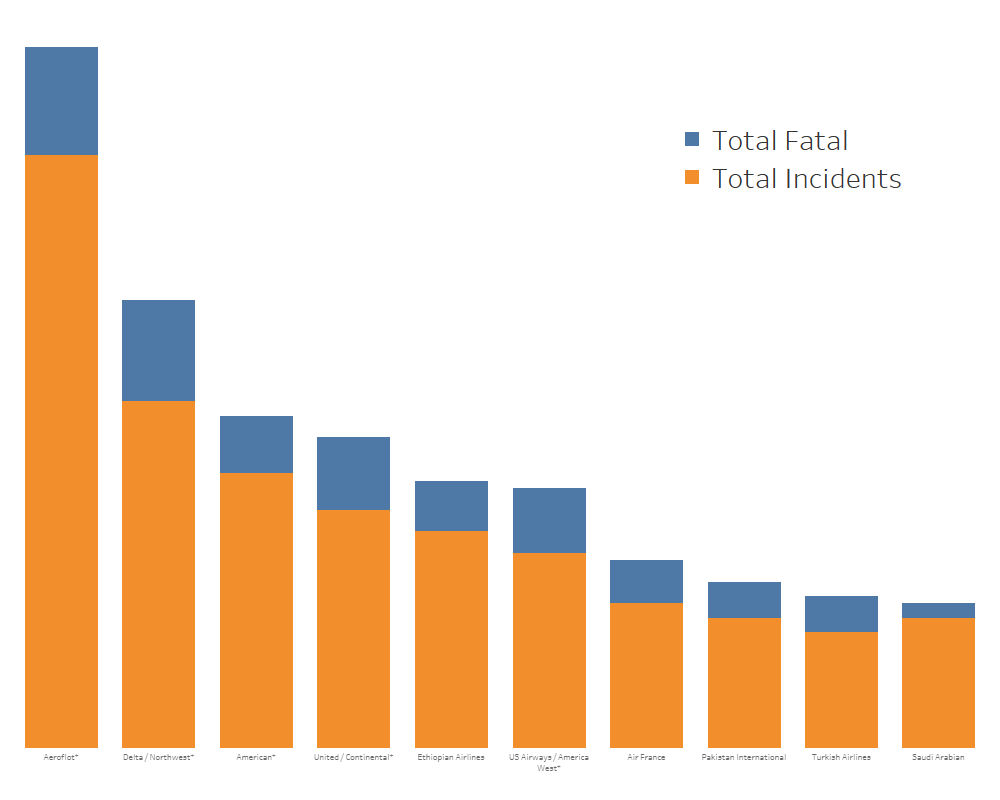 Total Fatal
Total Incidents
Aeroflot*
Delta / Northwest*
American*
United / Continental*
Ethiopian Airlines
US Airways / America
West*
Air France
Pakistan International
Turkish Airlines
Saudi Arabian